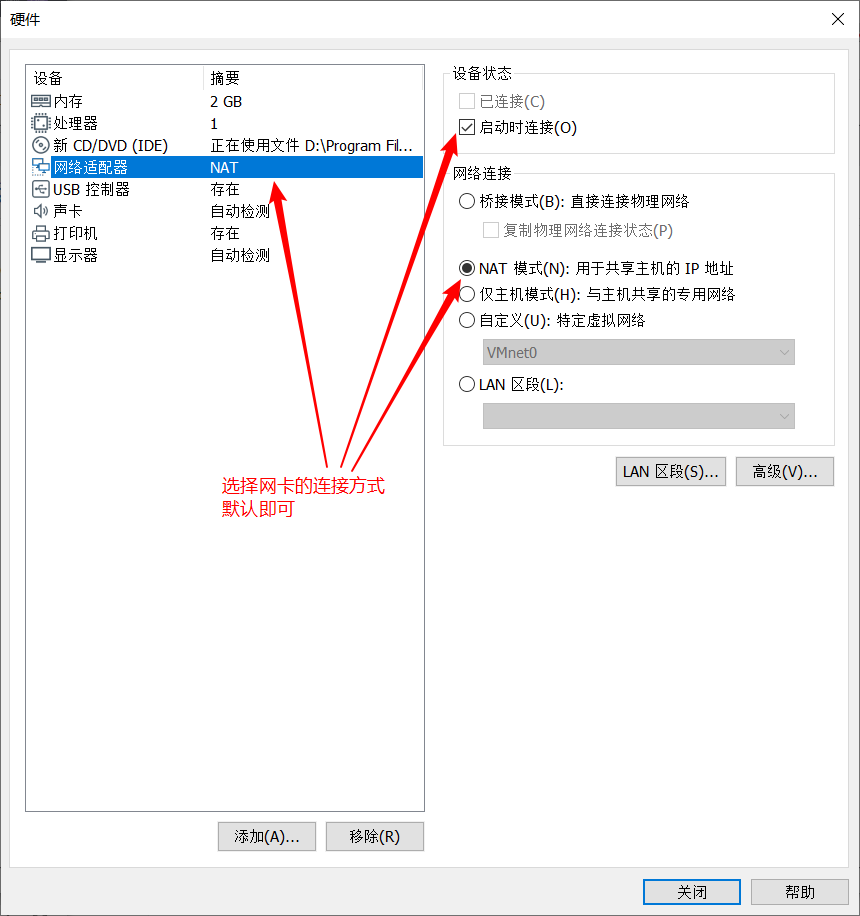 硬件
设备 摘要
内存 2 GB
处理器 1
新 CD/DVD (IDE) 正在使用文件 D:\Program Fil...
网络适配器 NAT
USB 控制器 存在
声卡 自动检测
打印机 存在
显示器 自动检测
选择网卡的连接方式
默认即可
添加(A)... 移除(R)
设备状态
已连接(C)
启动时连接(O)
网络连接
桥接模式(B): 直接连接物理网络
复制物理网络连接状态(P)
NAT 模式(N): 用于共享主机的 IP 地址
仅主机模式(H): 与主机共享的专用网络
自定义(U): 特定虚拟网络
VMnet0
LAN 区段(L):
LAN 区段(S)... 高级(V)...
关闭 帮助